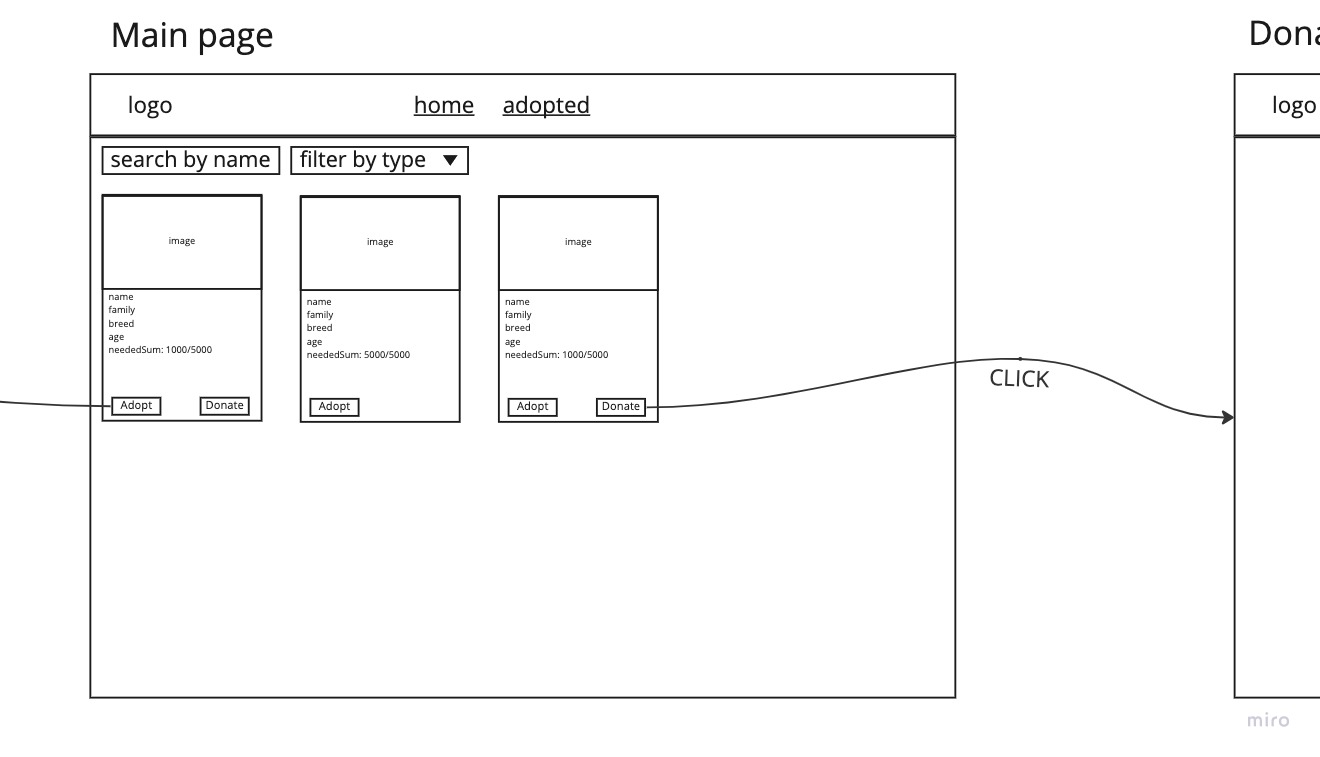 Main page
Dona
logo
home adopted
logo
search by name
filter by type
image
name
family
breed
age
neededSum: 1000/5000
Adopt
Donate
image
name
family
breed
age
neededSum: 5000/5000
Adopt
image
name
family
breed
age
neededSum: 1000/5000
Adopt
Donate
CLICK
miro